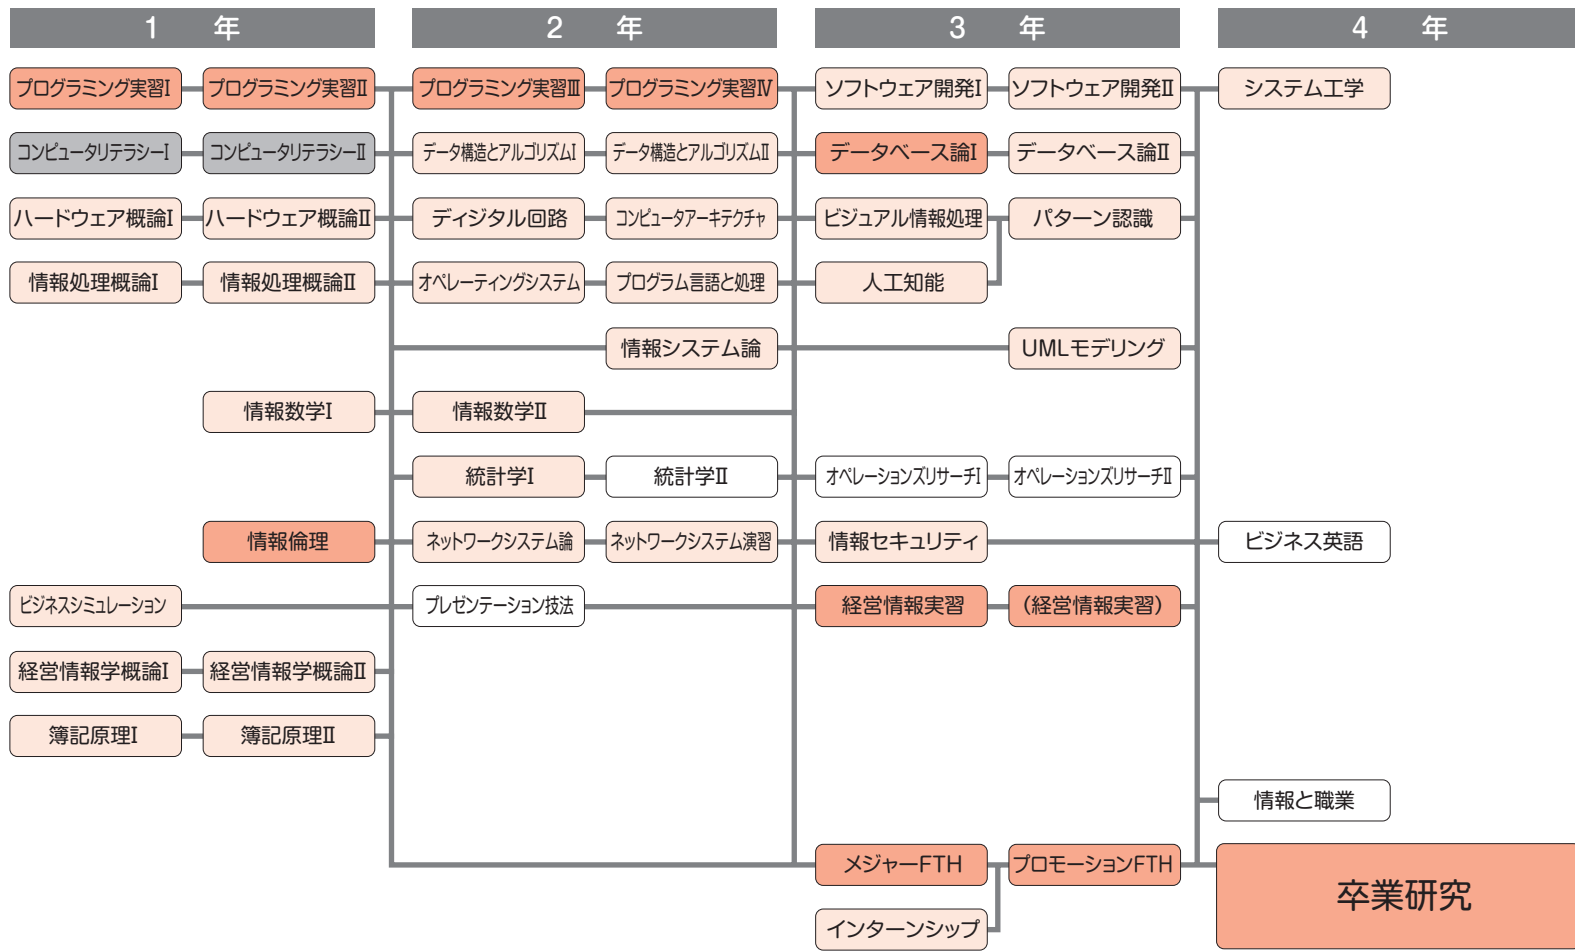 1 年 2 年 3 年 4 年
プログラミング実習Ⅰ プログラミング実習Ⅱ プログラミング実習Ⅲ プログラミング実習Ⅳ ソフトウェア開発Ⅰ ソフトウェア開発Ⅱ システム工学
コンピュータリテラシーⅠ コンピュータリテラシーⅡ データ構造とアルゴリズムⅠ データ構造とアルゴリズムⅡ データベース論Ⅰ データベース論Ⅱ
ハードウェア概論Ⅰ ハードウェア概論Ⅱ ディジタル回路 コンピュータアーキテクチャ ビジュアル情報処理 パターン認識
情報処理概論Ⅰ 情報処理概論Ⅱ オペレーティングシステム プログラム言語と処理 人工知能
情報システム論 UMLモデリング
情報数学Ⅰ 情報数学Ⅱ
統計学Ⅰ 統計学Ⅱ オペレーションズリサーチⅠ オペレーションズリサーチⅡ
情報倫理 ネットワークシステム論 ネットワークシステム演習 情報セキュリティ ビジネス英語
ビジネスシミュレーション プレゼンテーション技法 経営情報実習 (経営情報実習)
経営情報学概論Ⅰ 経営情報学概論Ⅱ
簿記原理Ⅰ 簿記原理Ⅱ
情報と職業
メジャーFTH プロモーションFTH 卒業研究
インターンシップ